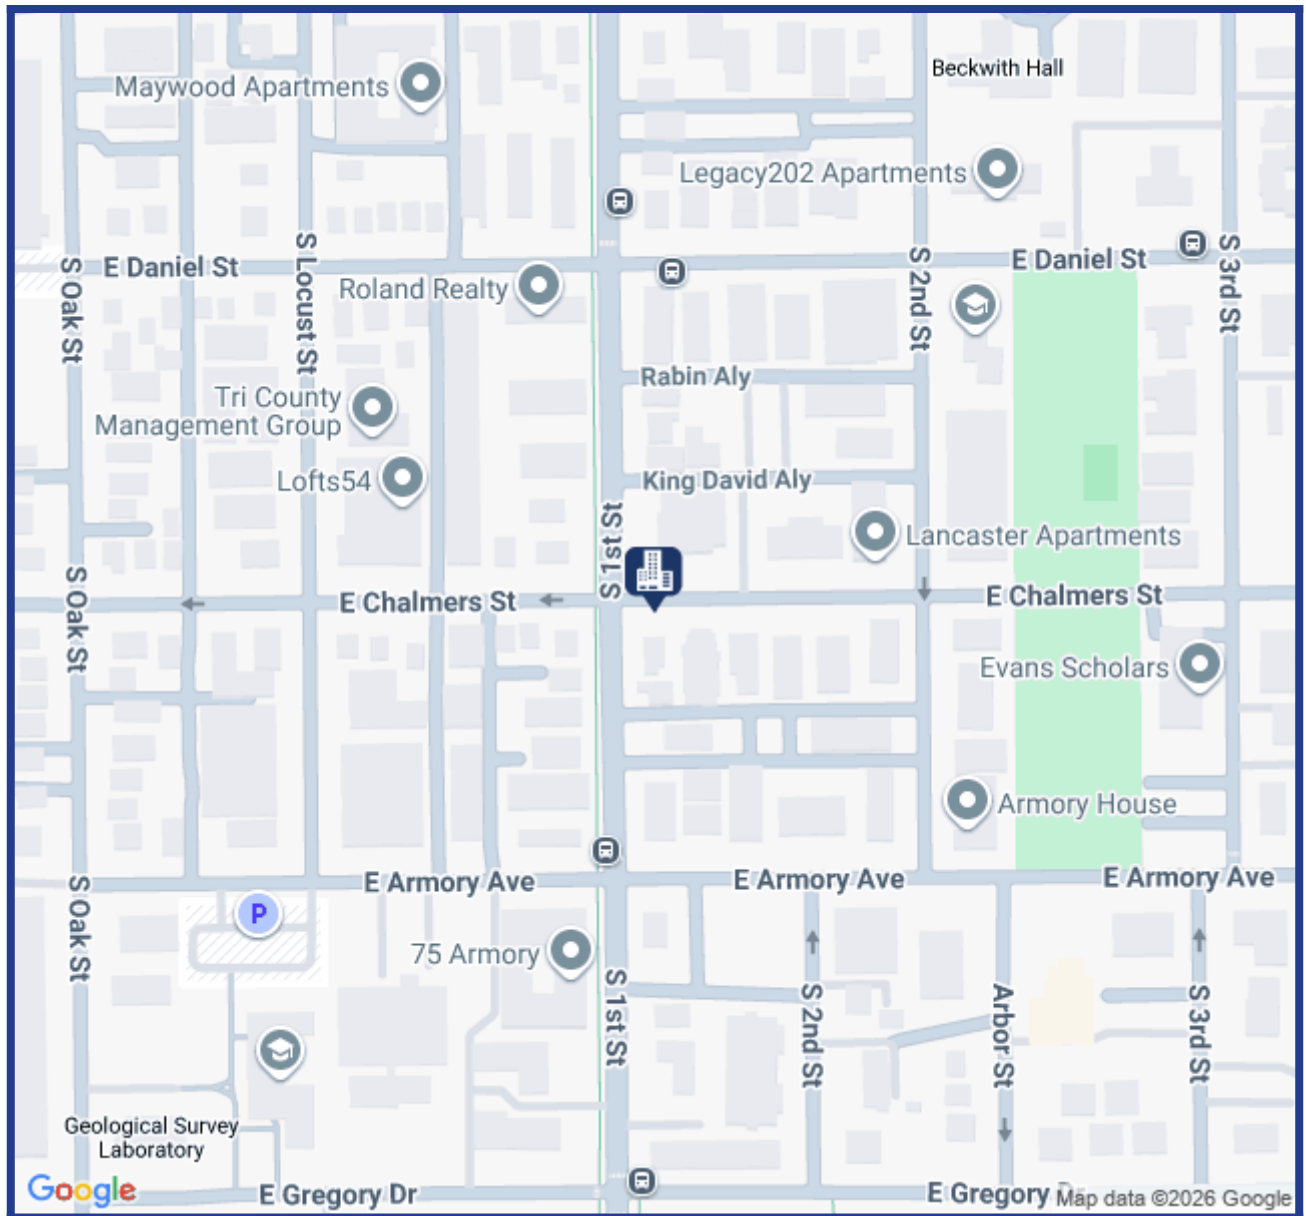 Beckwith Hall
Maywood Apartments
Legacy202 Apartments
S Oak St
E Daniel St
S Locust St
Roland Realty
S 2nd St
E Daniel St
S 3rd St
Rabin Aly
Tri County
Management Group
Lofts54
King David Aly
S 1st St
Lancaster Apartments
S Oak St
E Chalmers St
E Chalmers St
Evans Scholars
Armory House
S Oak St
E Armory Ave
E Armory Ave
E Armory Ave
P
75 Armory
S 1st St
S 2nd St
Arbor St
S 3rd St
Geological Survey
Laboratory
Google
E Gregory Dr
E Gregory Dr
Map data ©2026 Google